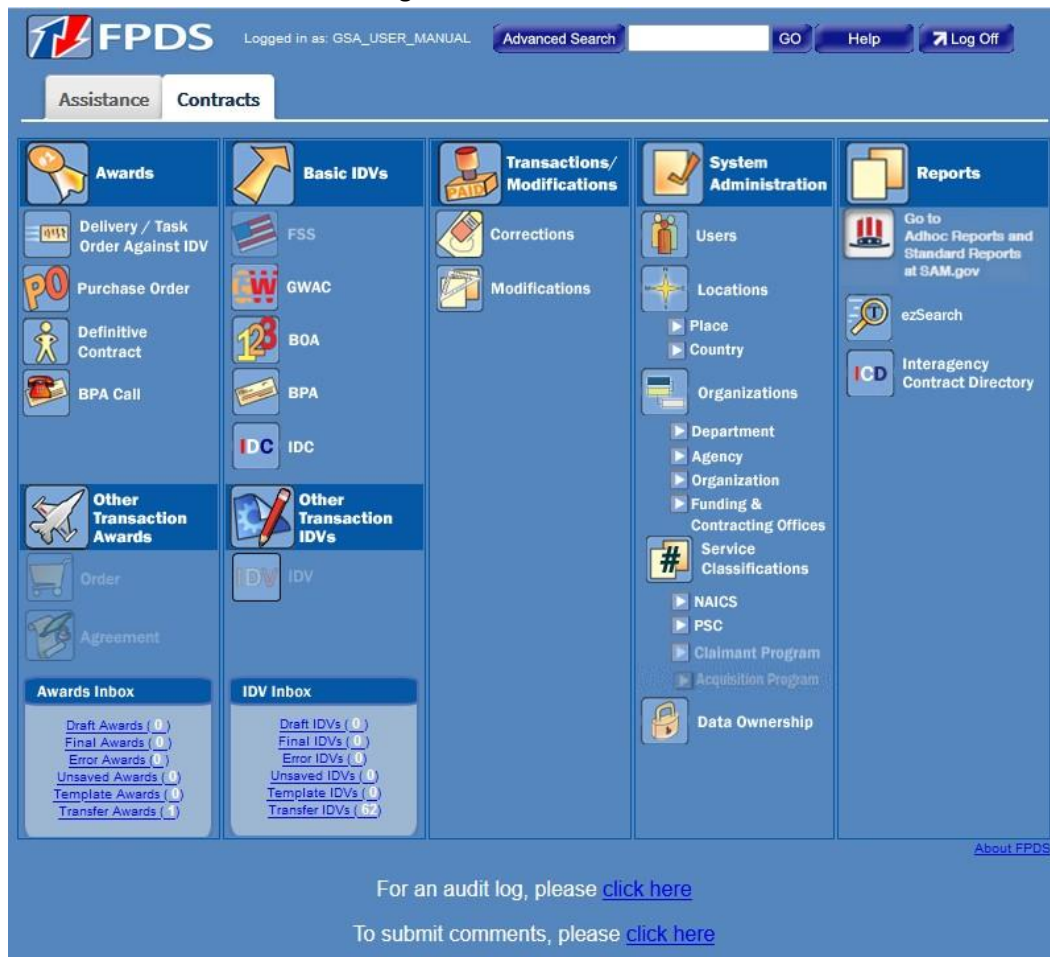 FPDS
Logged in as: GSA_USER_MANUAL
Advanced Search
GO
Help
Log Off
Assistance
Contracts
Awards
Delivery / Task
Order Against IDV
PO
Purchase Order
Definitive
Contract
BPA Call
Other
Transaction
Awards
Order
Agreement
Awards Inbox
Draft Awards ( 0 )
Final Awards ( 0 )
Error Awards ( 0 )
Unsaved Awards ( 0 )
Template Awards ( 0 )
Transfer Awards ( 1 )
Basic IDVs
FSS
GW
GWAC
123
BOA
BPA
IDC
IDC
Other
Transaction
IDVs
IDV
IDV
IDV Inbox
Draft IDVs ( 0 )
Final IDVs ( 0 )
Error IDVs ( 0 )
Unsaved IDVs ( 0 )
Template IDVs ( 0 )
Transfer IDVs ( 62 )
PAID
Transactions/
Modifications
Corrections
Modifications
System
Administration
Users
Locations
Place
Country
Organizations
Department
Agency
Organization
Funding &
Contracting Offices
#
Service
Classifications
NAICS
PSC
Claimant Program
Acquisition Program
Data Ownership
Reports
Go to
Adhoc Reports and
Standard Reports
at SAM.gov
T
ezSearch
ICD
Interagency
Contract Directory
About FPDS
For an audit log, please click here
To submit comments, please click here